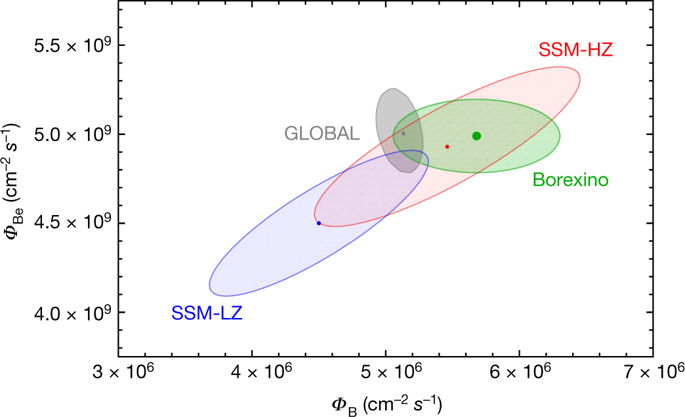 5.5 × 10⁹
SSM-HZ
5.0 × 10⁹
GLOBAL
Borexino
Φ_Be (cm⁻² s⁻¹)
4.5 × 10⁹
SSM-LZ
4.0 × 10⁹
3 × 10⁶ 4 × 10⁶ 5 × 10⁶ 6 × 10⁶ 7 × 10⁶
Φ_B (cm⁻² s⁻¹)